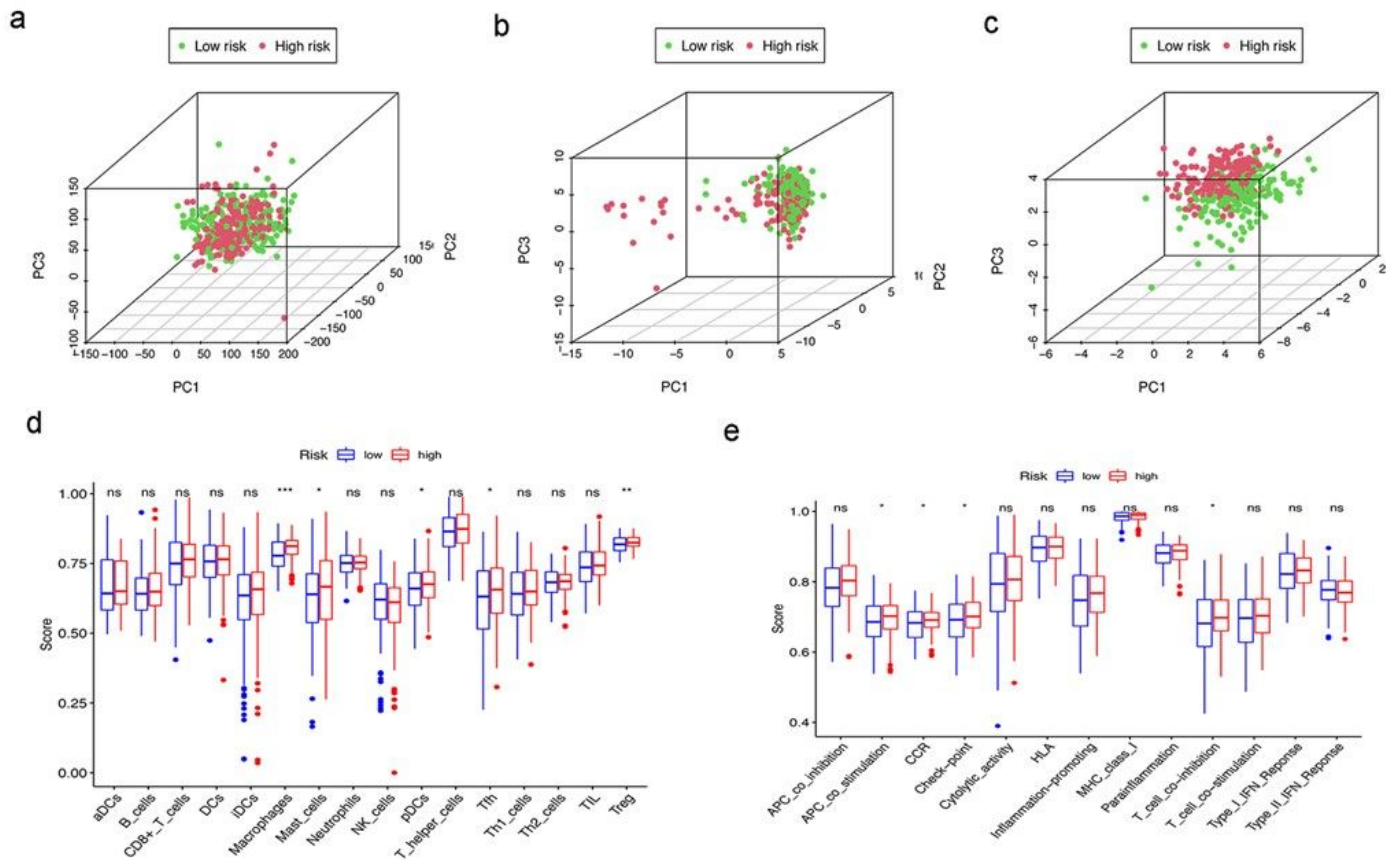 a
Low risk High risk
PC3
150
100
50
0
−50
−100
−150 −100 0 50 100 150 200
PC1
−200
−150
−100
−50
0
50
100
PC2
b
Low risk High risk
PC3
10
5
0
−5
−10
−15
−15 −10 −5 0 5
PC1
−10
−5
0
5
PC2
c
Low risk High risk
PC3
4
2
0
−2
−4
−6
−6 −4 0 2 4 6
PC1
−8
−6
−4
−2
0
2
d
Risk low high
ns ns ns ns ns *** * ns ns * ns * ns ns ns **
Score
1.00
0.75
0.50
0.25
0.00
aDCs
B_cells
CD8+_T_cells
DCs
iDCs
Macrophages
Mast_cells
Neutrophils
NK_cells
pDCs
T_helper_cells
Tfh
Th1_cells
Th2_cells
TIL
Treg
e
Risk low high
ns * * * ns ns ns ns ns * ns ns ns
Score
1.0
0.8
0.6
0.4
APC_co_inhibition
APC_co_stimulation
CCR
Check−point
Cytolytic_activity
HLA
Inflammation−promoting
MHC_class_I
Parainflammation
T_cell_co−inhibition
T_cell_co−stimulation
Type_I_IFN_Reponse
Type_II_IFN_Reponse